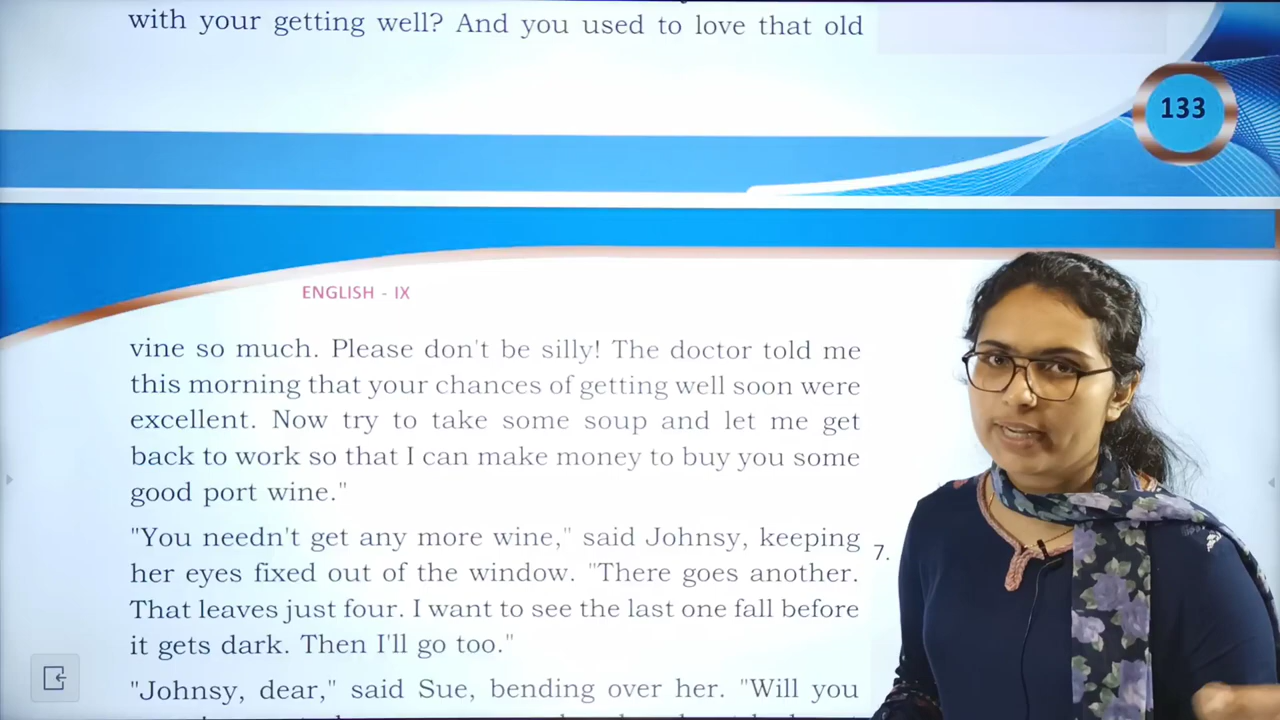 with your getting well? And you used to love that old
133
ENGLISH - IX
vine so much. Please don't be silly! The doctor told me
this morning that your chances of getting well soon were
excellent. Now try to take some soup and let me get
back to work so that I can make money to buy you some
good port wine."
"You needn't get any more wine," said Johnsy, keeping
her eyes fixed out of the window. "There goes another.
That leaves just four. I want to see the last one fall before
it gets dark. Then I'll go too."
7.
"Johnsy, dear," said Sue, bending over her. "Will you